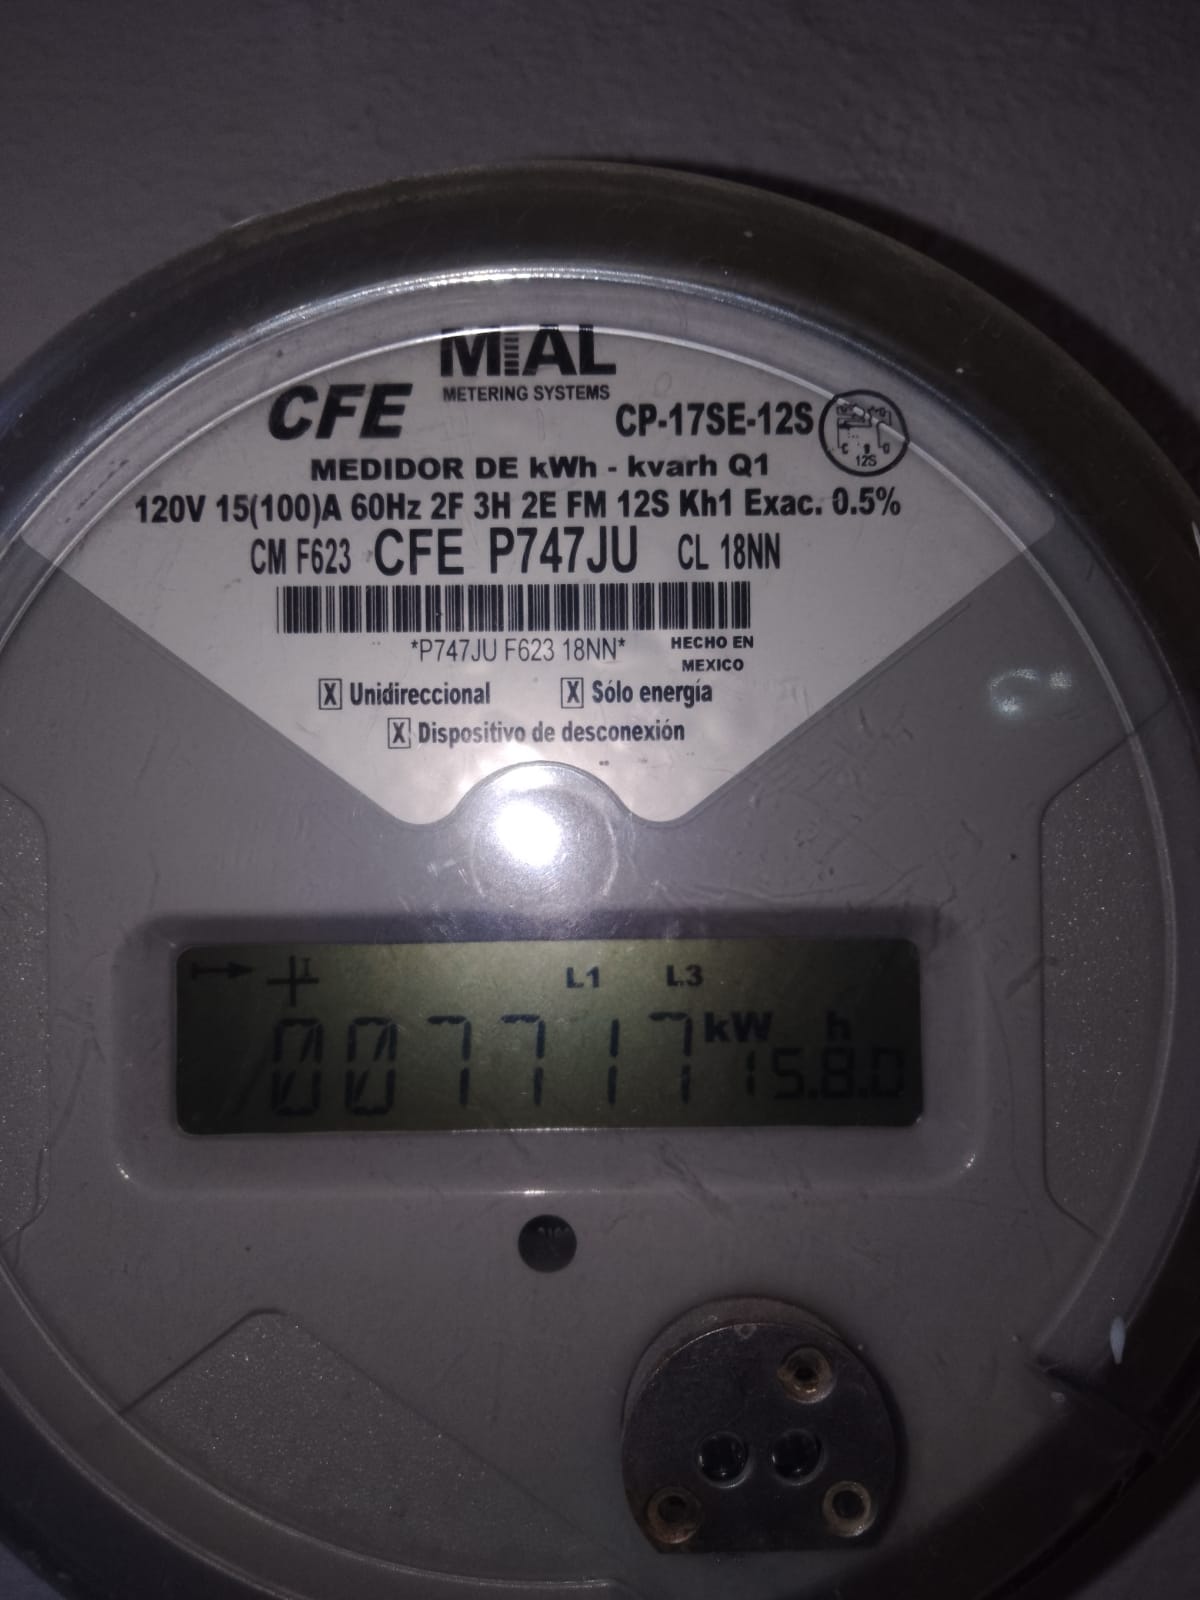 MIAL
METERING SYSTEMS
CFE
CP-17SE-12S
12S
MEDIDOR DE kWh - kvarh Q1
120V 15(100)A 60Hz 2F 3H 2E FM 12S Kh1 Exac. 0.5%
CM F623 CFE P747JU CL 18NN
*P747JU F623 18NN*
HECHO EN
MEXICO
X Unidireccional X Sólo energía
X Dispositivo de desconexión
L1 L3
007717 kW h
15.8.0